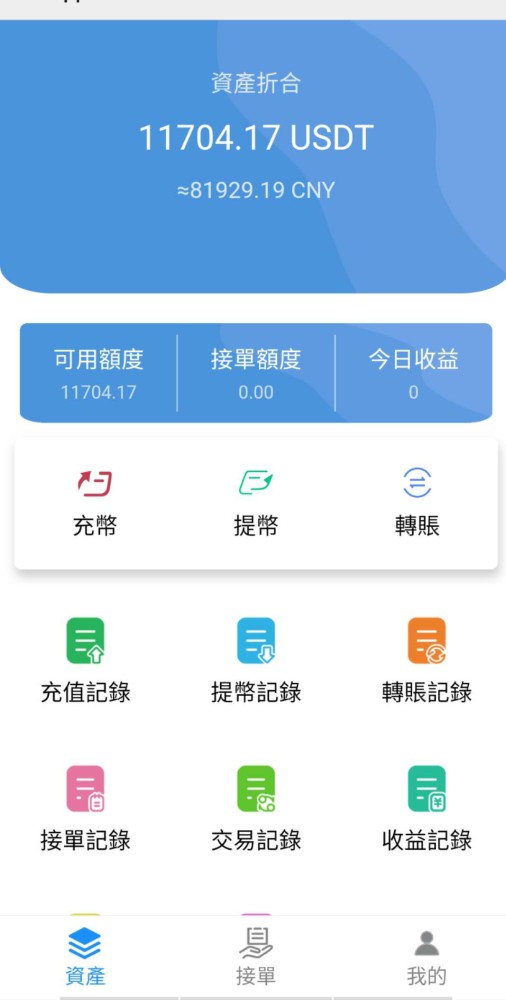 資產折合
11704.17 USDT
≈81929.19 CNY
可用額度 接單額度 今日收益
11704.17 0.00 0
充幣 提幣 轉賬
充值記錄 提幣記錄 轉賬記錄
接單記錄 交易記錄 收益記錄
資產 接單 我的